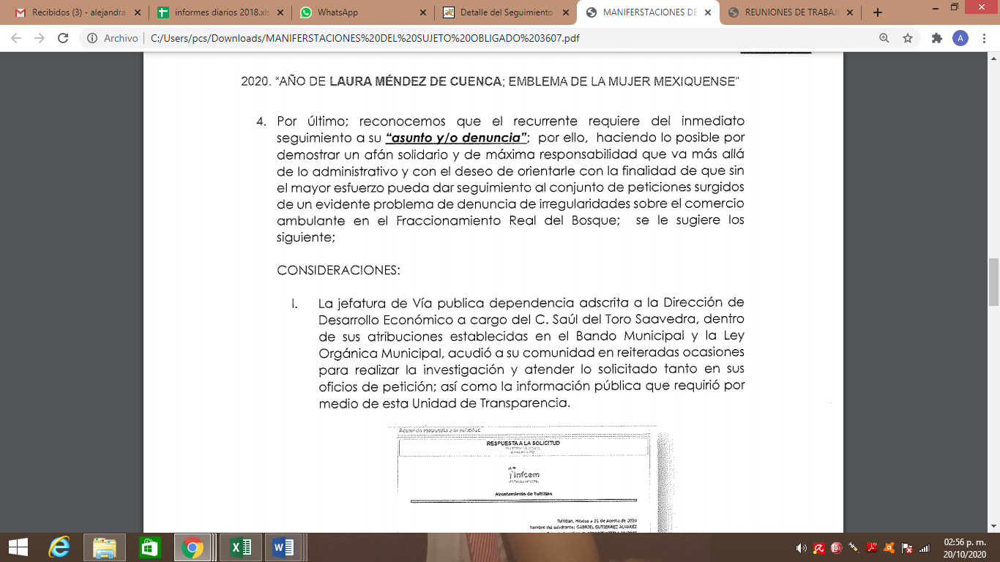 Recibidos (3) - alejandra
informes diarios 2018.xls
WhatsApp
Detalle del Seguimiento
MANIFERSTACIONES DE
REUNIONES DE TRABAJO
Archivo
C:/Users/pcs/Downloads/MANIFERSTACIONES%20DEL%20SUJETO%20OBLIGADO%203607.pdf
A
2020. “AÑO DE LAURA MÉNDEZ DE CUENCA; EMBLEMA DE LA MUJER MEXIQUENSE”
4. Por último; reconocemos que el recurrente requiere del inmediato
seguimiento a su “asunto y/o denuncia”; por ello, haciendo lo posible por
demostrar un afán solidario y de máxima responsabilidad que va más allá
de lo administrativo y con el deseo de orientarle con la finalidad de que sin
el mayor esfuerzo pueda dar seguimiento al conjunto de peticiones surgidos
de un evidente problema de denuncia de irregularidades sobre el comercio
ambulante en el Fraccionamiento Real del Bosque; se le sugiere los
siguiente;
CONSIDERACIONES:
I. La jefatura de Vía publica dependencia adscrita a la Dirección de
Desarrollo Económico a cargo del C. Saúl del Toro Saavedra, dentro
de sus atribuciones establecidas en el Bando Municipal y la Ley
Orgánica Municipal, acudió a su comunidad en reiteradas ocasiones
para realizar la investigación y atender lo solicitado tanto en sus
oficios de petición; así como la información pública que requirió por
medio de esta Unidad de Transparencia.
Acuse de respuesta a la solicitud
RESPUESTA A LA SOLICITUD
infoem
Ayuntamiento de Tultitlán
Tultitlan, México a 31 de Agosto de 2020
Nombre del solicitante: GABRIEL GUTIÉRREZ ÁLVAREZ
02:56 p. m.
20/10/2020